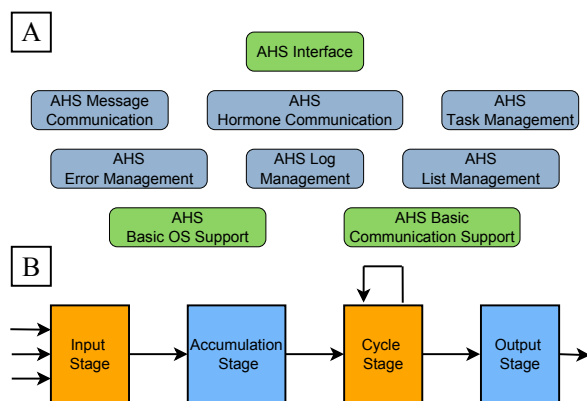 A
AHS Interface
AHS Message
Communication
AHS
Hormone Communication
AHS
Task Management
AHS
Error Management
AHS Log
Management
AHS
List Management
AHS
Basic OS Support
AHS Basic
Communication Support
B
Input
Stage
Accumulation
Stage
Cycle
Stage
Output
Stage